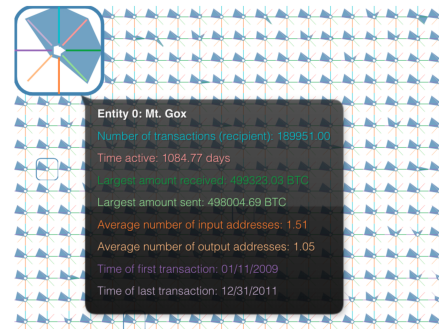 Entity 0: Mt. Gox
Number of transactions (recipient): 189951.00
Time active: 1084.77 days
Largest amount received: 499323.03 BTC
Largest amount sent: 498004.69 BTC
Average number of input addresses: 1.51
Average number of output addresses: 1.05
Time of first transaction: 01/11/2009
Time of last transaction: 12/31/2011